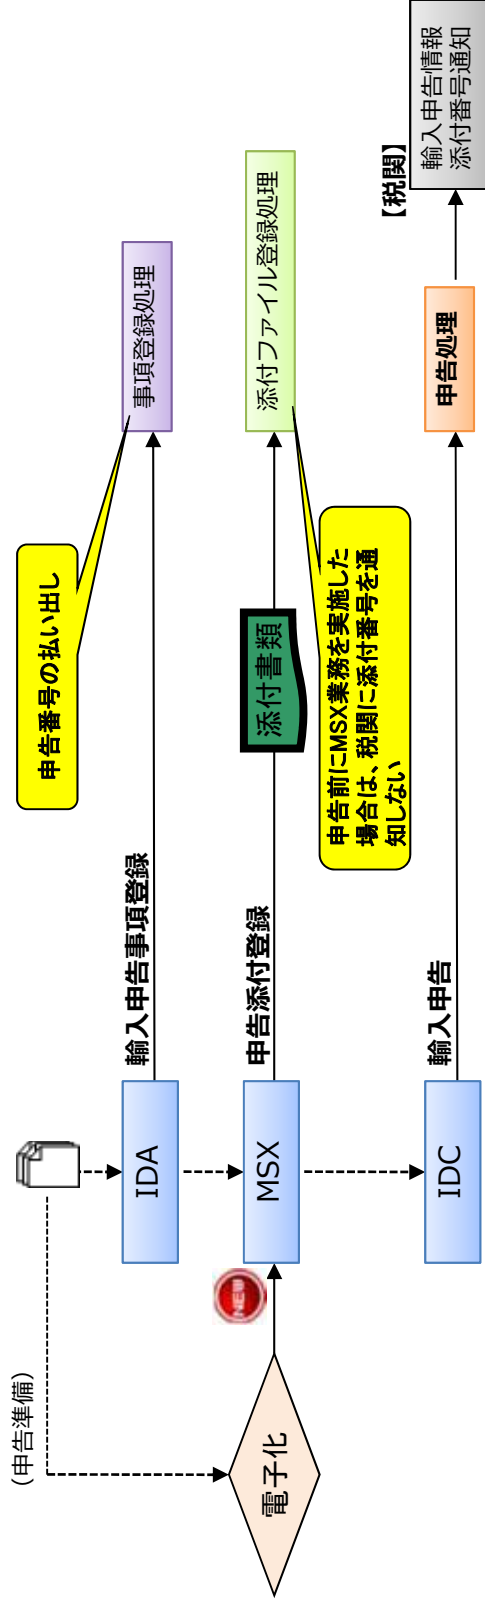 （申告準備）
電子化
NEW
IDA
輸入申告事項登録
申告番号の払い出し
事項登録処理
MSX
申告添付登録
添付書類
添付ファイル登録処理
申告前にMSX業務を実施した
場合は、税関に添付番号を通
知しない
IDC
輸入申告
申告処理
【税関】
輸入申告情報
添付番号通知